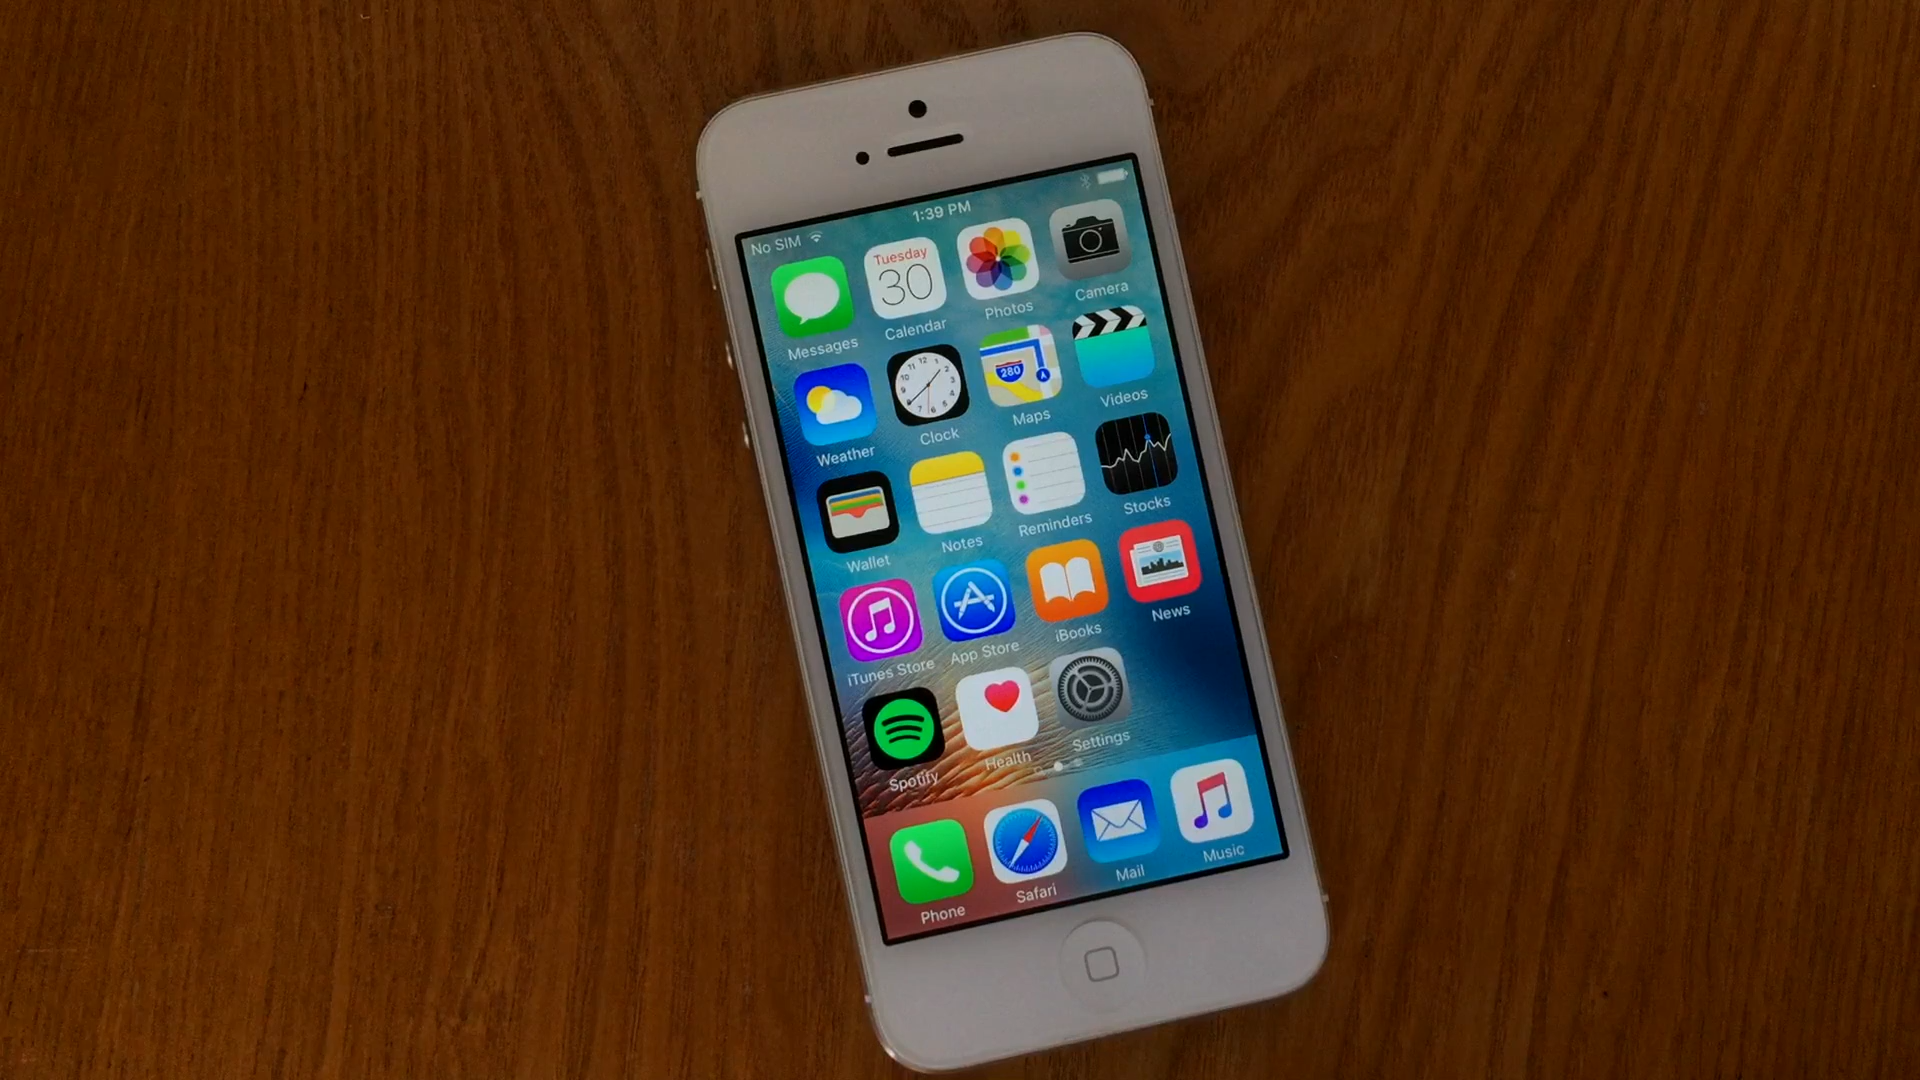 No SIM 1:39 PM
Tuesday
30
Messages Calendar Photos Camera
280
Weather Clock Maps Videos
Wallet Notes Reminders Stocks
iTunes Store App Store iBooks News
Spotify Health Settings
Phone Safari Mail Music